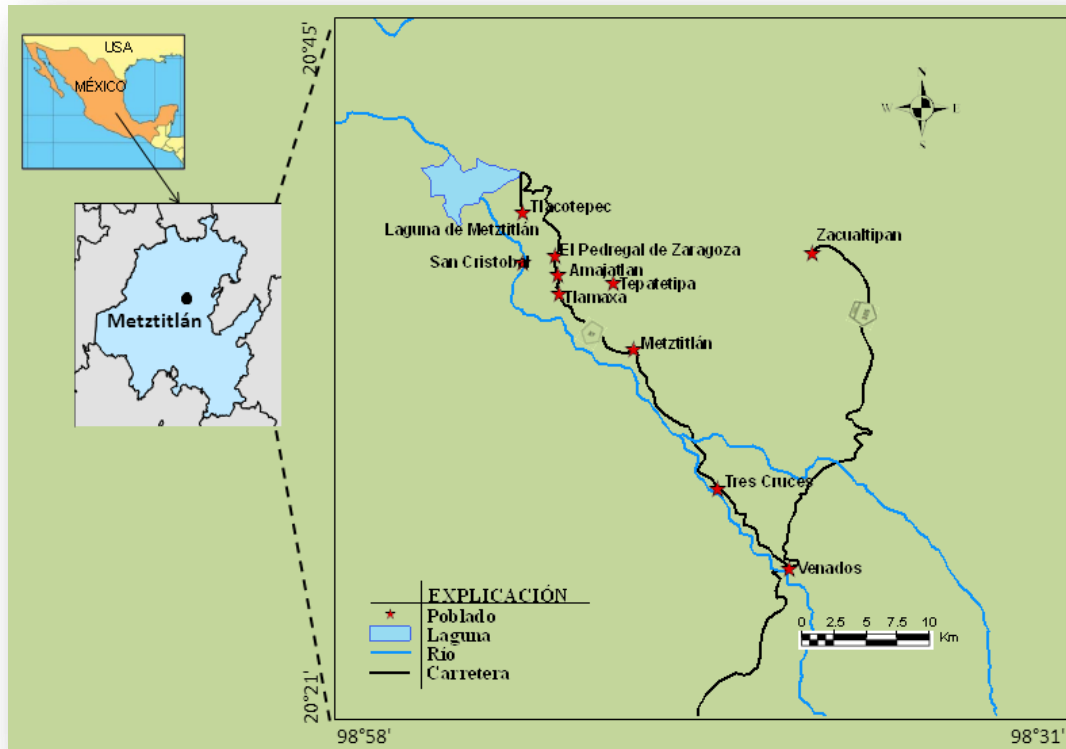 USA
MÉXICO
Metztitlán
20°45'
20°21'
98°58'
98°31'
N
W
E
S
Tlacotepec
Laguna de Metztitlán
El Pedregal de Zaragoza
San Cristobal
Amajatlan
Tepatetipa
Tlamaxa
Zacualtipan
Metztitlán
Tres Cruces
Venados
EXPLICACIÓN
Poblado
Laguna
Río
Carretera
0 2.5 5 7.5 10
Km